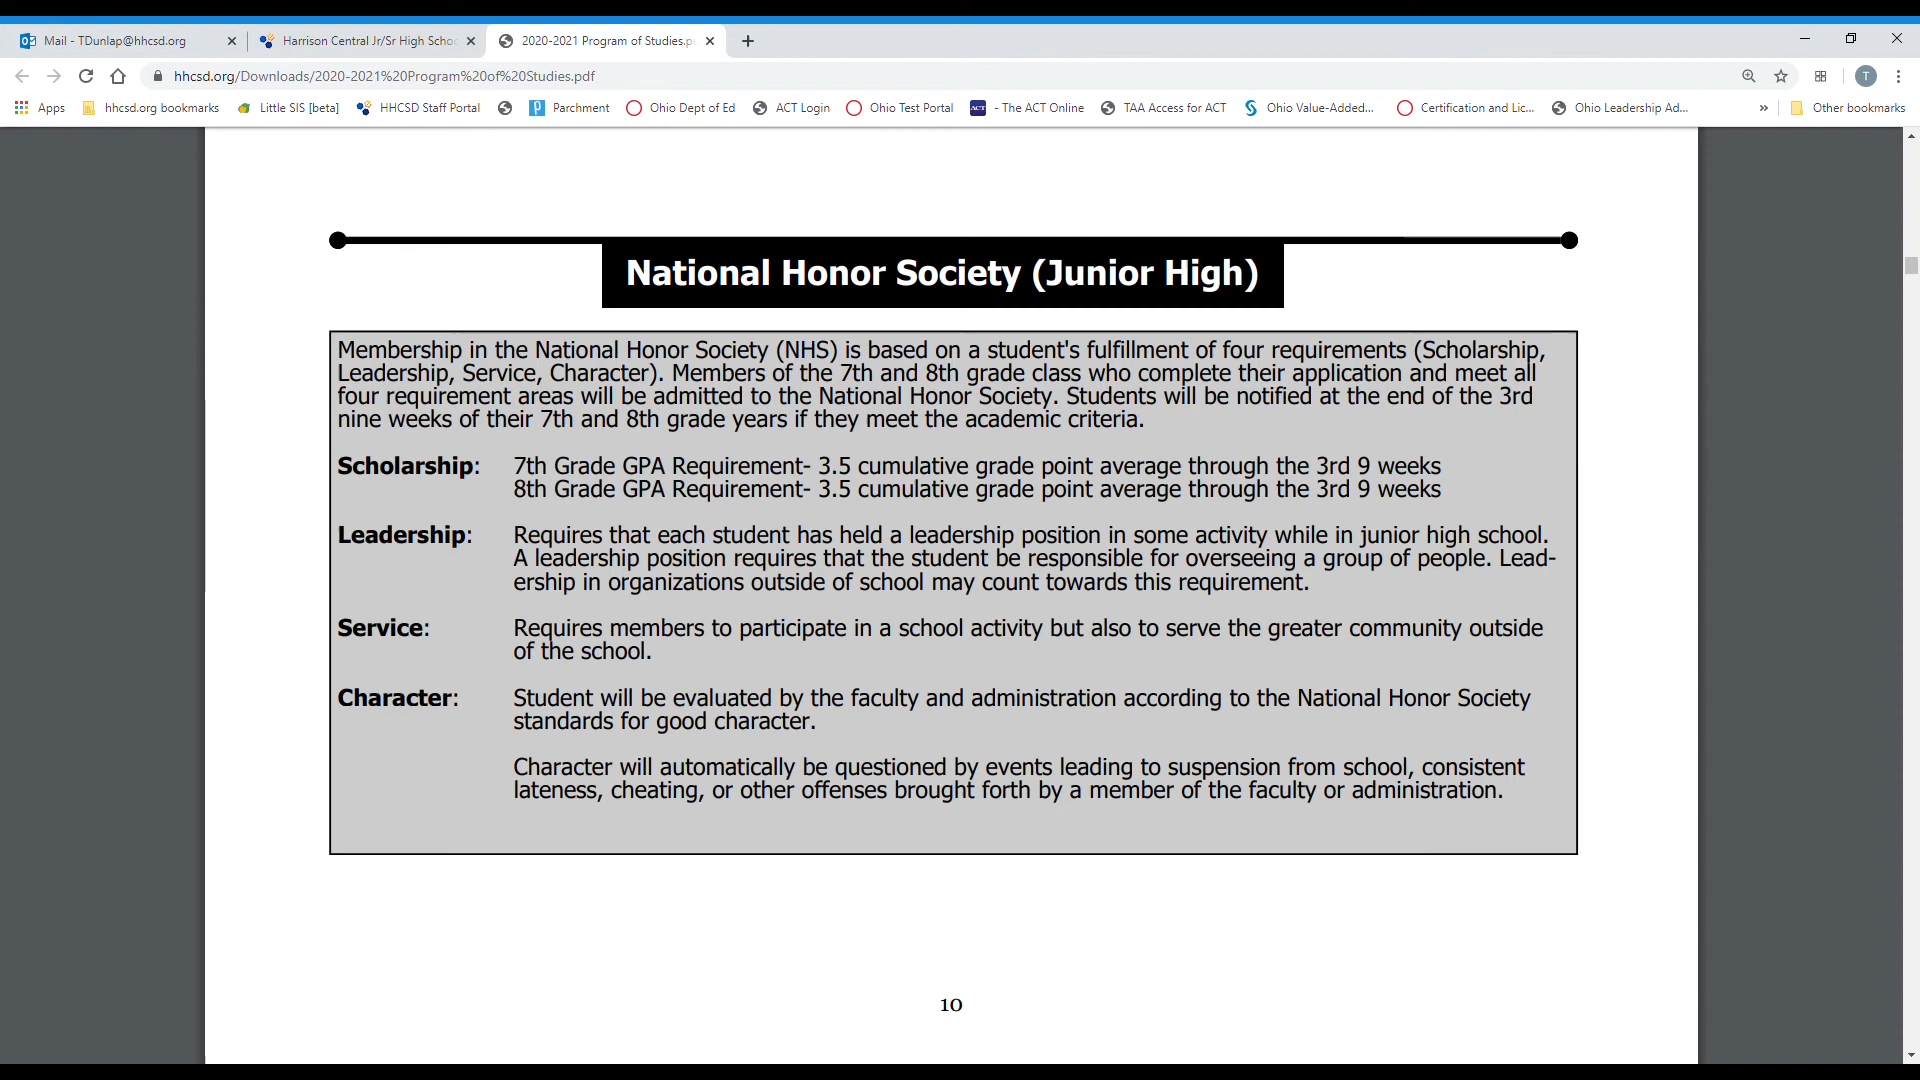 Mail - TDunlap@hhcsd.org
Harrison Central Jr/Sr High Scho
2020-2021 Program of Studies.p
hhcsd.org/Downloads/2020-2021%20Program%20of%20Studies.pdf
T
Apps
hhcsd.org bookmarks
Little SIS [beta]
HHCSD Staff Portal
Parchment
Ohio Dept of Ed
ACT Login
Ohio Test Portal
ACT - The ACT Online
TAA Access for ACT
Ohio Value-Added...
Certification and Lic...
Ohio Leadership Ad...
»
Other bookmarks
National Honor Society (Junior High)
Membership in the National Honor Society (NHS) is based on a student's fulfillment of four requirements (Scholarship,
Leadership, Service, Character). Members of the 7th and 8th grade class who complete their application and meet all
four requirement areas will be admitted to the National Honor Society. Students will be notified at the end of the 3rd
nine weeks of their 7th and 8th grade years if they meet the academic criteria.
Scholarship: 7th Grade GPA Requirement- 3.5 cumulative grade point average through the 3rd 9 weeks
8th Grade GPA Requirement- 3.5 cumulative grade point average through the 3rd 9 weeks
Leadership: Requires that each student has held a leadership position in some activity while in junior high school.
A leadership position requires that the student be responsible for overseeing a group of people. Lead-
ership in organizations outside of school may count towards this requirement.
Service: Requires members to participate in a school activity but also to serve the greater community outside
of the school.
Character: Student will be evaluated by the faculty and administration according to the National Honor Society
standards for good character.
Character will automatically be questioned by events leading to suspension from school, consistent
lateness, cheating, or other offenses brought forth by a member of the faculty or administration.
10